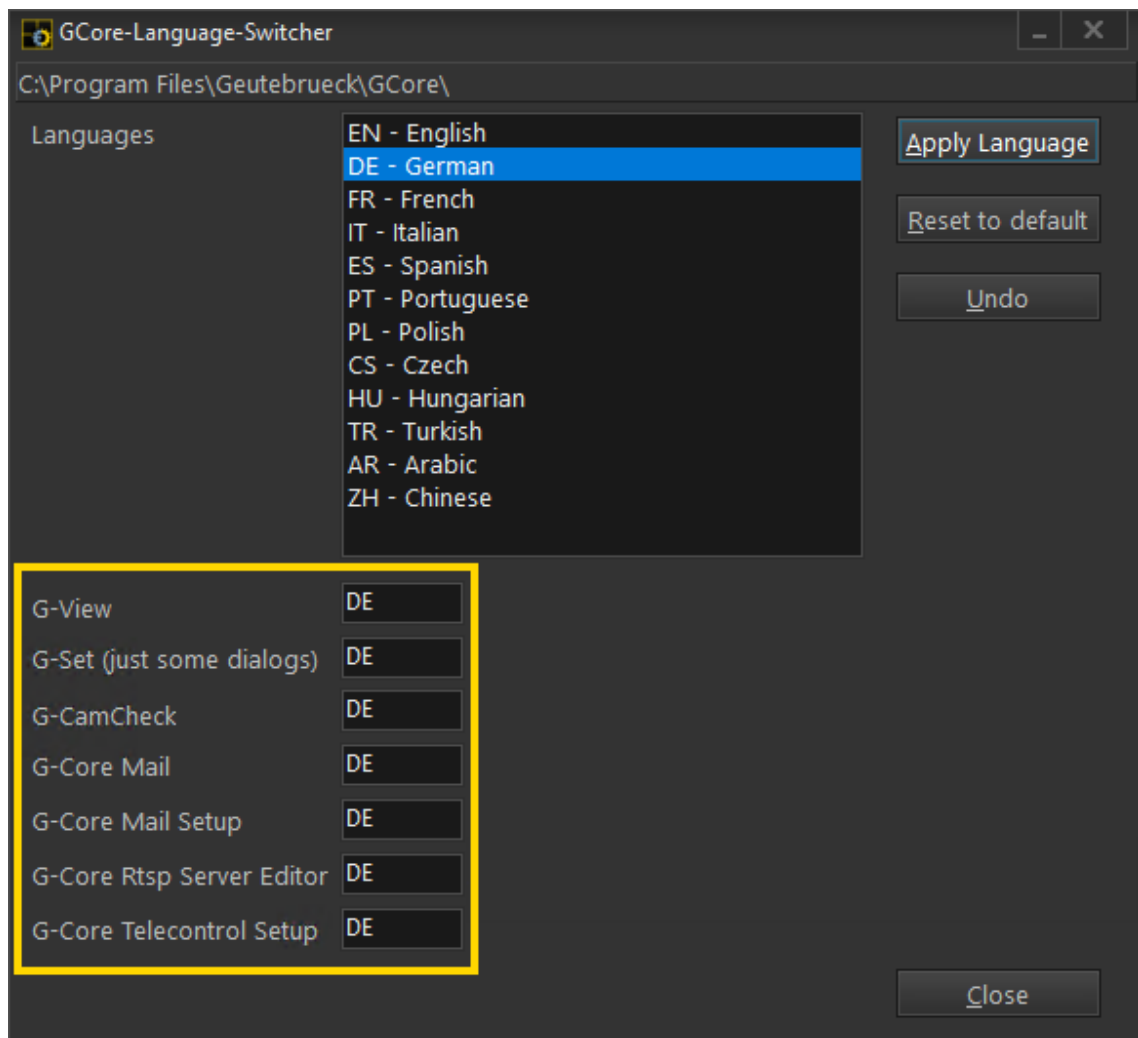 GCore-Language-Switcher
C:\Program Files\Geutebrueck\GCore\
Languages
EN - English
DE - German
FR - French
IT - Italian
ES - Spanish
PT - Portuguese
PL - Polish
CS - Czech
HU - Hungarian
TR - Turkish
AR - Arabic
ZH - Chinese
Apply Language
Reset to default
Undo
G-View DE
G-Set (just some dialogs) DE
G-CamCheck DE
G-Core Mail DE
G-Core Mail Setup DE
G-Core Rtsp Server Editor DE
G-Core Telecontrol Setup DE
Close